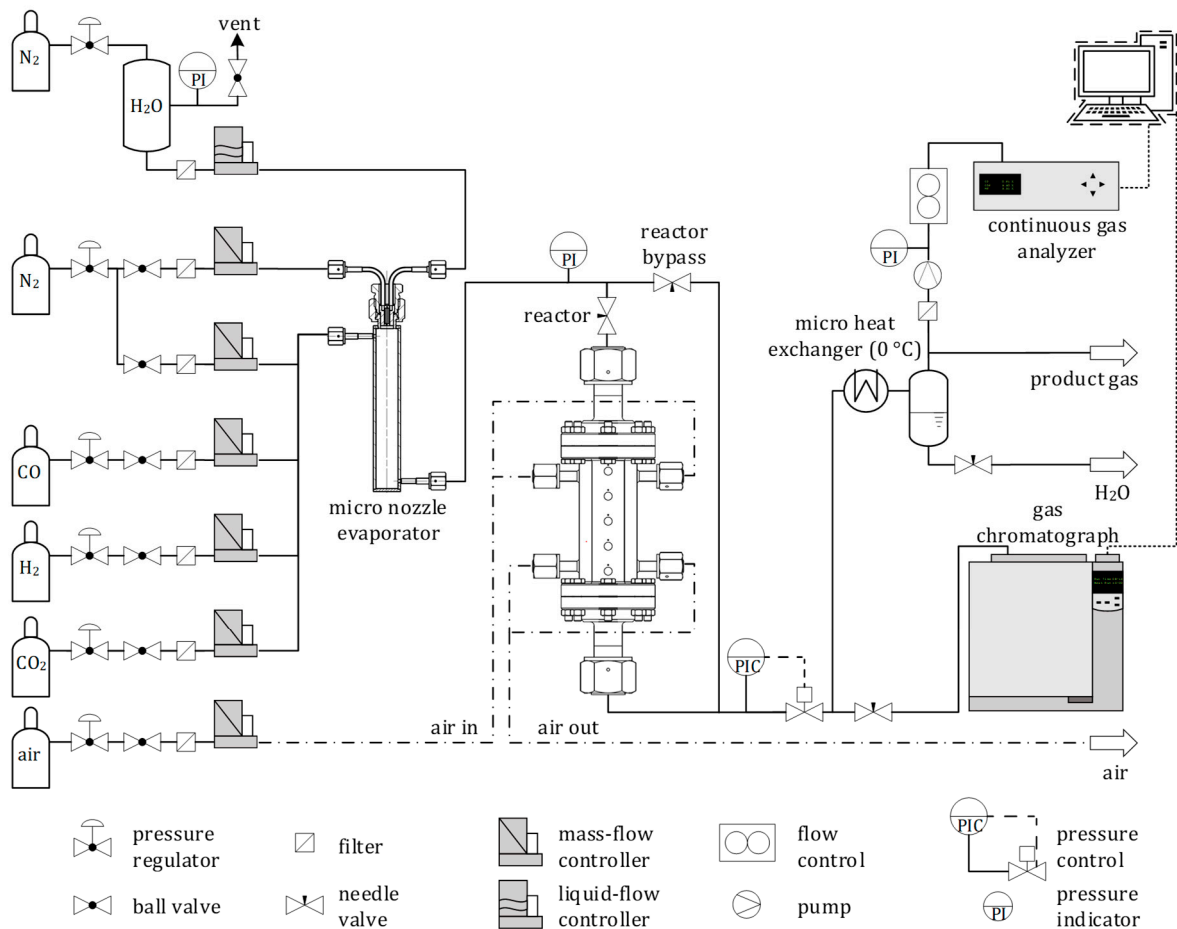 vent
N2
PI
H2O
N2
reactor
bypass
PI
continuous gas
analyzer
PI
reactor
micro heat
exchanger (0 °C)
product gas
CO
micro nozzle
evaporator
H2O
gas
chromatograph
H2
CO2
PIC
air in
air out
air
air
pressure
regulator
filter
mass-flow
controller
flow
control
PIC
pressure
control
ball valve
needle
valve
liquid-flow
controller
pump
PI
pressure
indicator